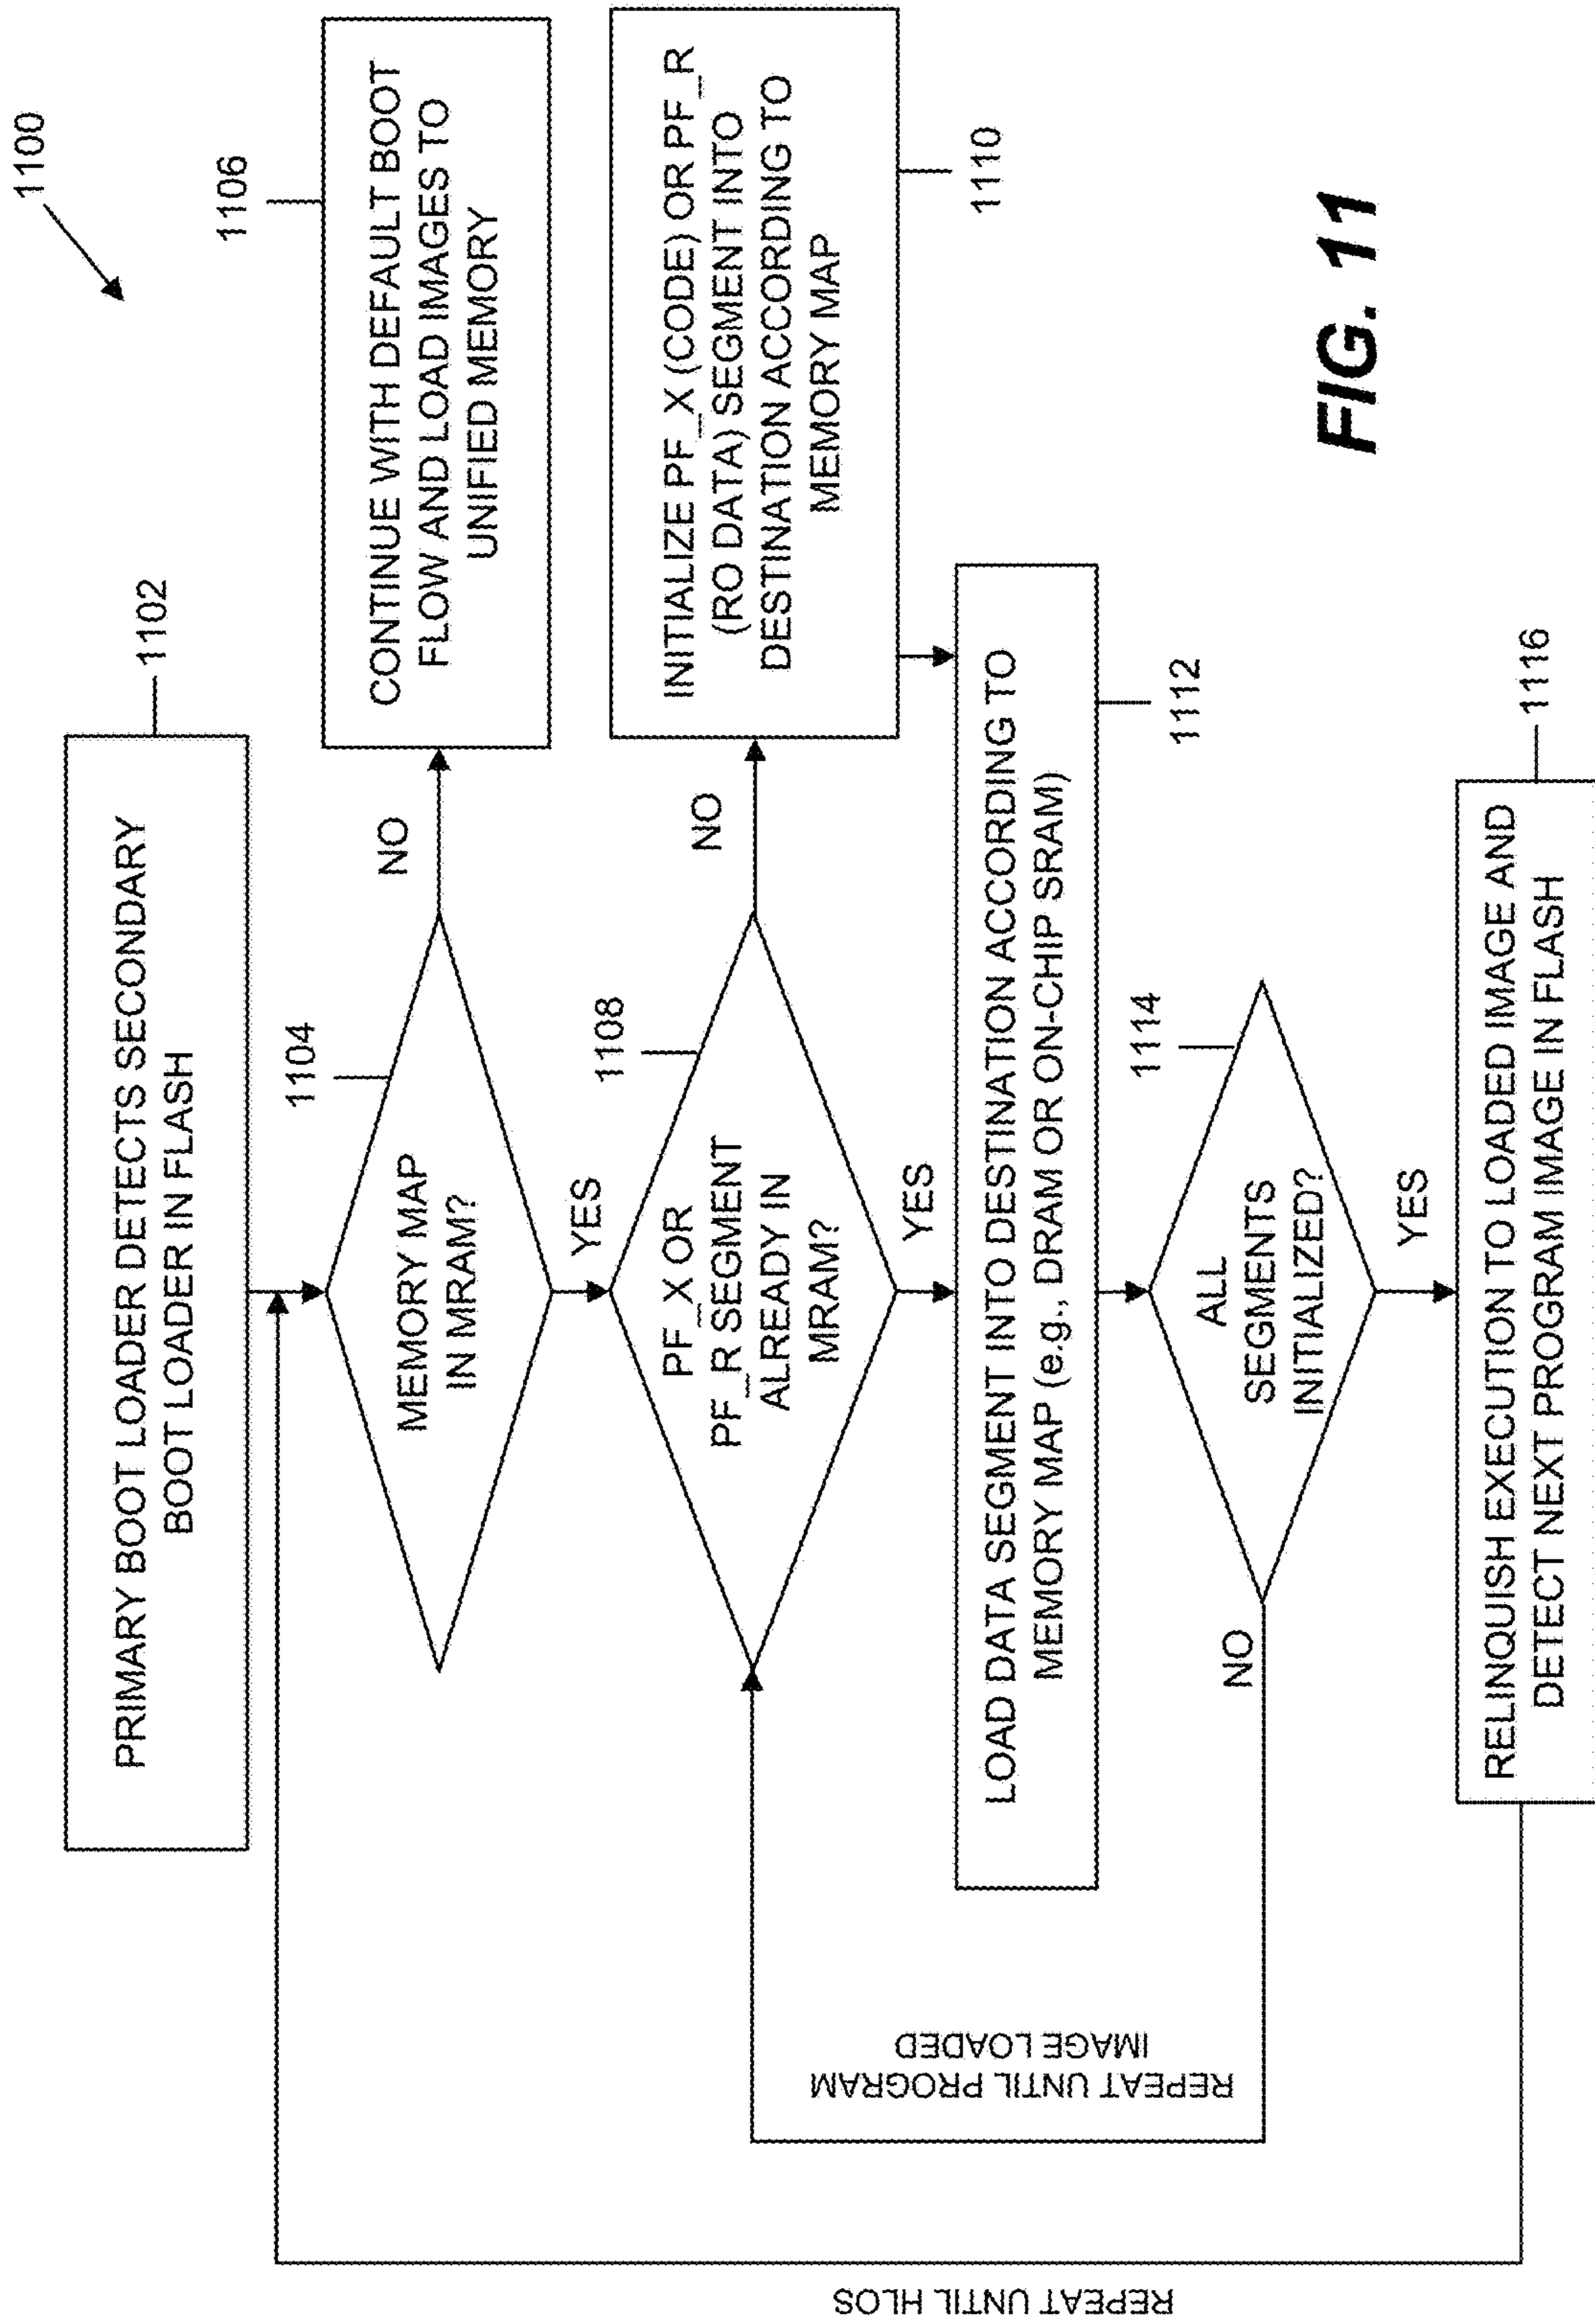 1100
PRIMARY BOOT LOADER DETECTS SECONDARY
BOOT LOADER IN FLASH
1102
1104
MEMORY MAP
IN MRAM?
NO
1106
CONTINUE WITH DEFAULT BOOT
FLOW AND LOAD IMAGES TO
UNIFIED MEMORY
YES
1108
PF_X OR
PF_R SEGMENT
ALREADY IN
MRAM?
NO
INITIALIZE PF_X (CODE) OR PF_R
(RO DATA) SEGMENT INTO
DESTINATION ACCORDING TO
MEMORY MAP
1110
YES
LOAD DATA SEGMENT INTO DESTINATION ACCORDING TO
MEMORY MAP (e.g., DRAM OR ON-CHIP SRAM)
1112
1114
ALL
SEGMENTS
INITIALIZED?
NO
REPEAT UNTIL PROGRAM
IMAGE LOADED
YES
RELINQUISH EXECUTION TO LOADED IMAGE AND
DETECT NEXT PROGRAM IMAGE IN FLASH
1116
REPEAT UNTIL HLOS
FIG. 11